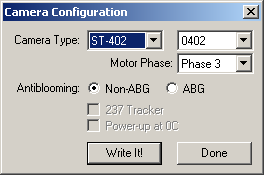 Camera Configuration
Camera Type: ST-402 0402
Motor Phase: Phase 3
Antiblooming: Non-ABG ABG
237 Tracker
Power-up at 0C
Write It! Done